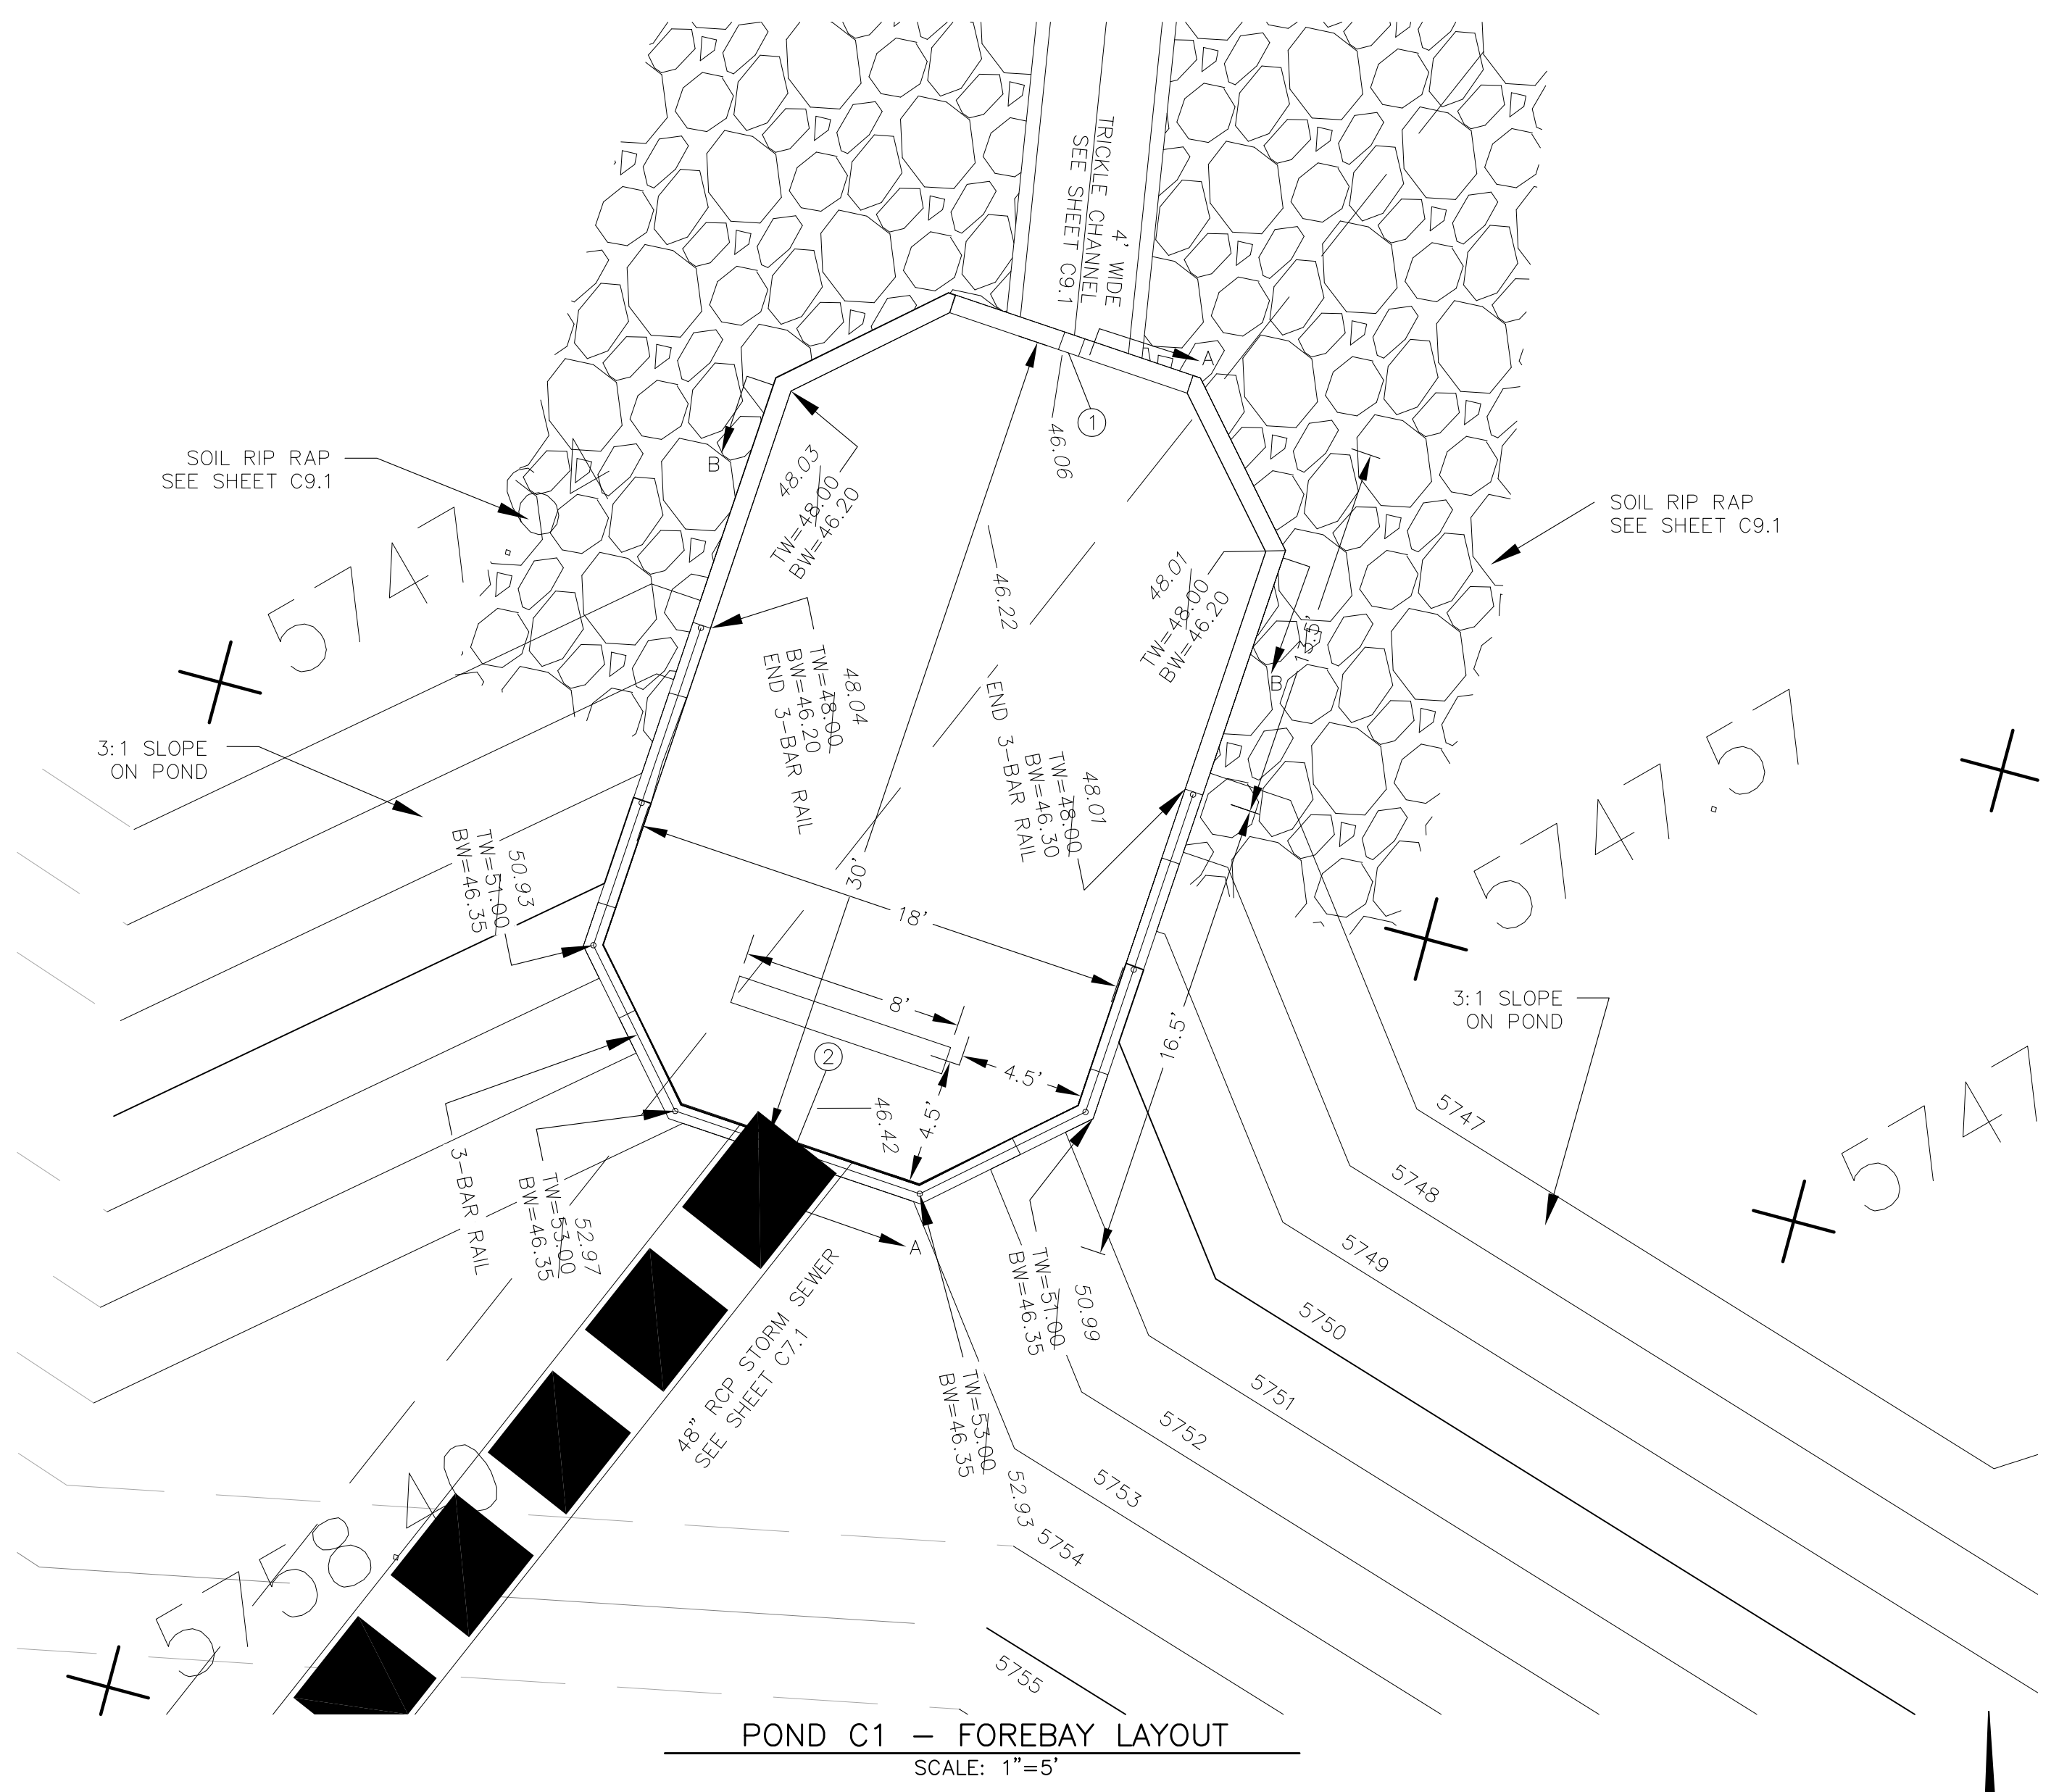 TRICKLE CHANNEL
SEE SHEET C9.1
4' WIDE
A
1
46.06
B
48.03
TW=48.00
BW=46.20
SOIL RIP RAP
SEE SHEET C9.1
5747.
SOIL RIP RAP
SEE SHEET C9.1
46.22
48.01
TW=48.00
BW=46.20
13.5'
B
48.04
TW=48.00
BW=46.20
END 3-BAR RAIL
48.01
TW=48.00
BW=46.30
END 3-BAR RAIL
3:1 SLOPE
ON POND
5747.57
50.93
TW=51.00
BW=46.35
30'
18'
8'
4.5'
4.5'
16.5'
2
46.42
3:1 SLOPE
ON POND
5747
3-BAR RAIL
52.97
TW=53.00
BW=46.35
A
48" RCP STORM SEWER
SEE SHEET C7.1
50.99
TW=51.00
BW=46.35
TW=53.00
BW=46.35
52.93
5747
5748
5749
5750
5751
5752
5753
5754
5755
5758.40
POND C1 – FOREBAY LAYOUT
SCALE: 1"=5'